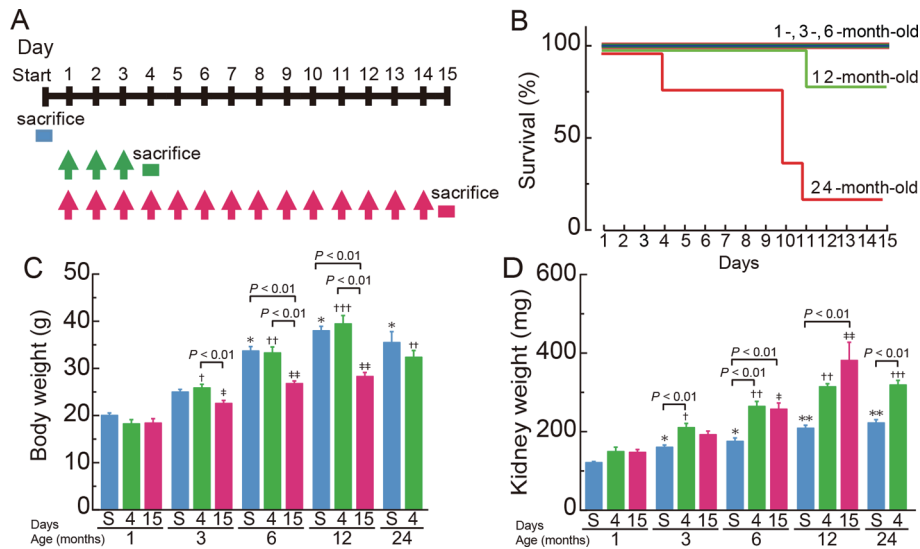 A
Day
Start 1 2 3 4 5 6 7 8 9 10 11 12 13 14 15
sacrifice
sacrifice
sacrifice
B
Survival (%)
100
50
0
1-, 3-, 6-month-old
12-month-old
24-month-old
1 2 3 4 5 6 7 8 9 10 11 12 13 14 15
Days
C
Body weight (g)
50
40
30
20
10
0
P < 0.01
P < 0.01
P < 0.01
P < 0.01
P < 0.01
† ‡
* †† ‡‡
* ††† ‡‡
* ††
S 4 15 S 4 15 S 4 15 S 4 15 S 4
Days
Age (months) 1 3 6 12 24
D
Kidney weight (mg)
600
400
200
0
P < 0.01
P < 0.01
P < 0.01
P < 0.01
P < 0.01
* †
* †† ‡
** †† ‡‡
** †††
S 4 15 S 4 15 S 4 15 S 4 15 S 4
Days
Age (months) 1 3 6 12 24